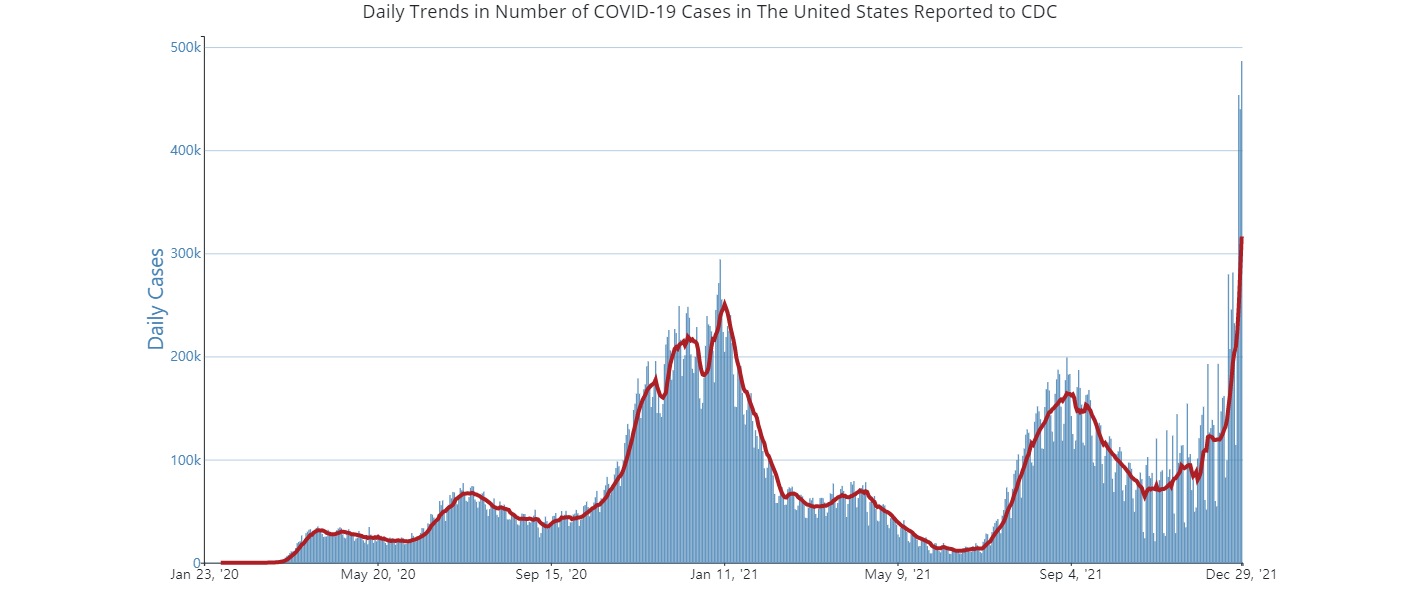 Daily Trends in Number of COVID-19 Cases in The United States Reported to CDC
500k
400k
300k
200k
100k
0
Daily Cases
Jan 23, '20
May 20, '20
Sep 15, '20
Jan 11, '21
May 9, '21
Sep 4, '21
Dec 29, '21